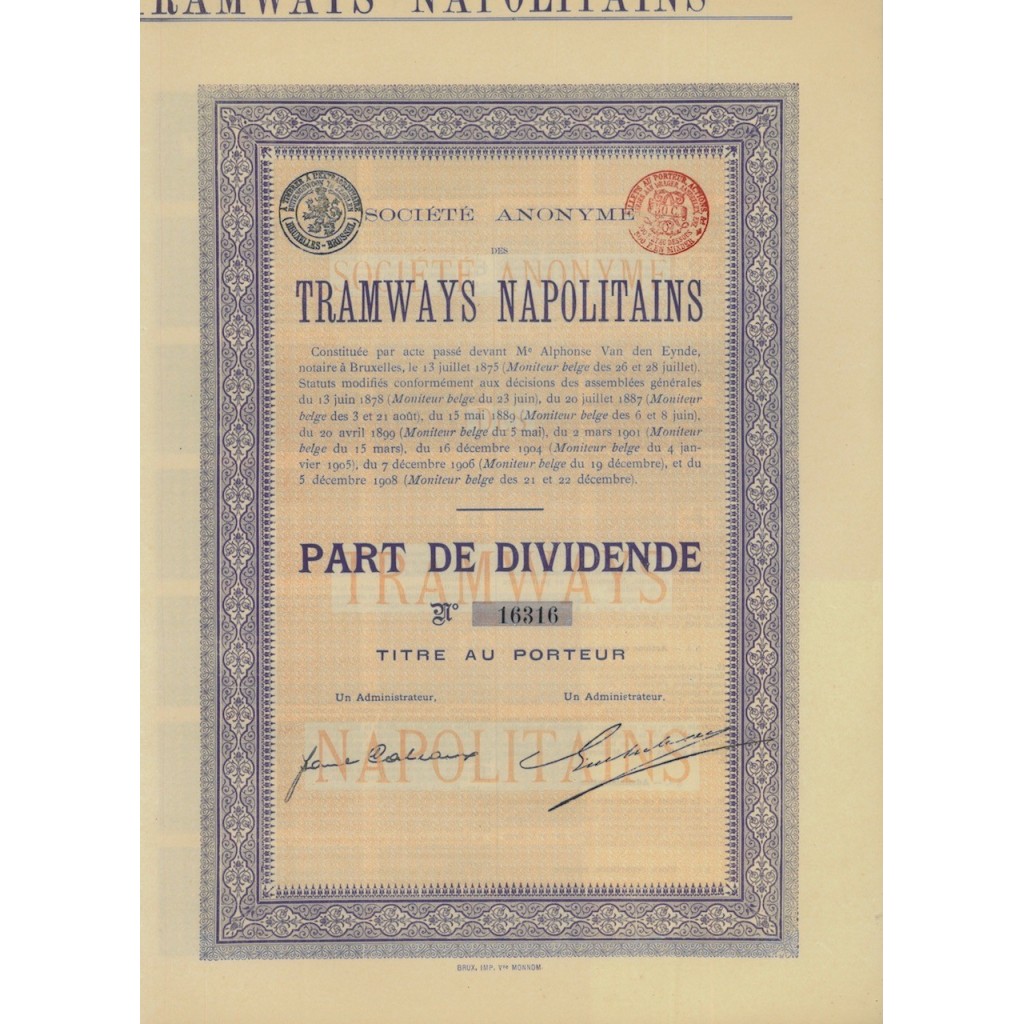 TRAMWAYS NAPOLITAINS
SOCIÉTÉ ANONYME
DES
SOCIÉTÉ ANONYME
TRAMWAYS NAPOLITAINS
Constituée par acte passé devant Me Alphonse Van den Eynde,
notaire à Bruxelles, le 13 juillet 1875 (Moniteur belge des 26 et 28 juillet).
Statuts modifiés conformément aux décisions des assemblées générales
du 13 juin 1878 (Moniteur belge du 23 juin), du 20 juillet 1887 (Moniteur
belge des 3 et 21 août), du 15 mai 1889 (Moniteur belge des 6 et 8 juin),
du 20 avril 1899 (Moniteur belge du 5 mai), du 2 mars 1901 (Moniteur
belge du 15 mars), du 16 décembre 1904 (Moniteur belge du 4 jan-
vier 1905), du 7 décembre 1906 (Moniteur belge du 19 décembre), et du
5 décembre 1908 (Moniteur belge des 21 et 22 décembre).
PART DE DIVIDENDE
TRAMWAYS
No 16316
TITRE AU PORTEUR
Un Administrateur, Un Administrateur,
NAPOLITAINS
BRUXELLES - BRUSSEL
BRUX. IMP. Vve MONNOM